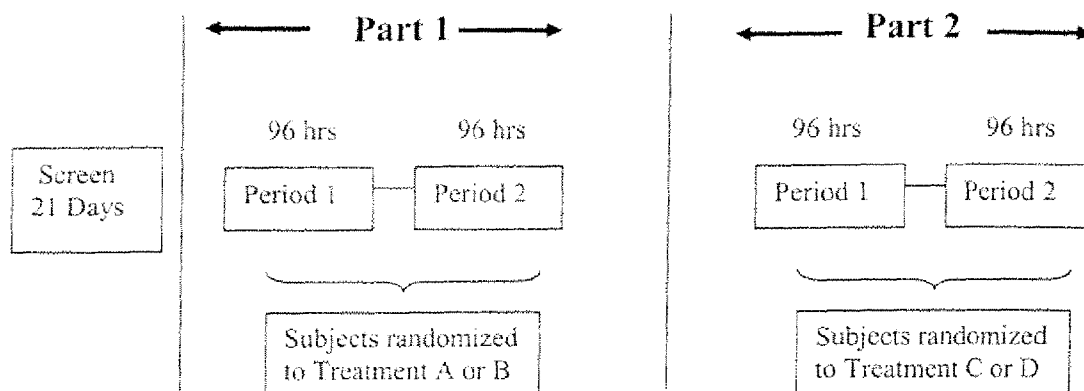 Part 1
Part 2
96 hrs 96 hrs
96 hrs 96 hrs
Screen
21 Days
Period 1
Period 2
Period 1
Period 2
Subjects randomized
to Treatment A or B
Subjects randomized
to Treatment C or D